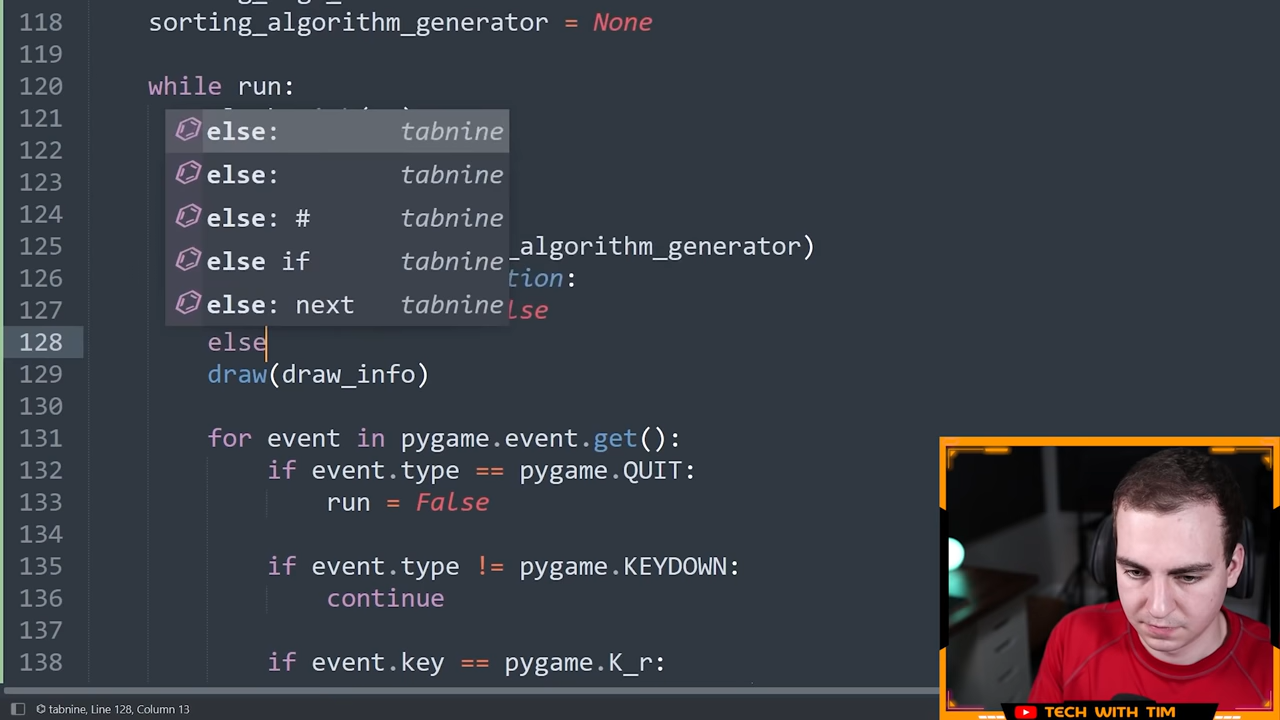 118 sorting_algorithm_generator = None
119
120 while run:
121
else: tabnine
122
else: tabnine
123
else: # tabnine
124
125 _algorithm_generator)
else if tabnine
126 tion:
else: next tabnine
127 lse
128 else
129 draw(draw_info)
130
131 for event in pygame.event.get():
132 if event.type == pygame.QUIT:
133 run = False
134
135 if event.type != pygame.KEYDOWN:
136 continue
137
138 if event.key == pygame.K_r:
tabnine, Line 128, Column 13
TECH WITH TIM